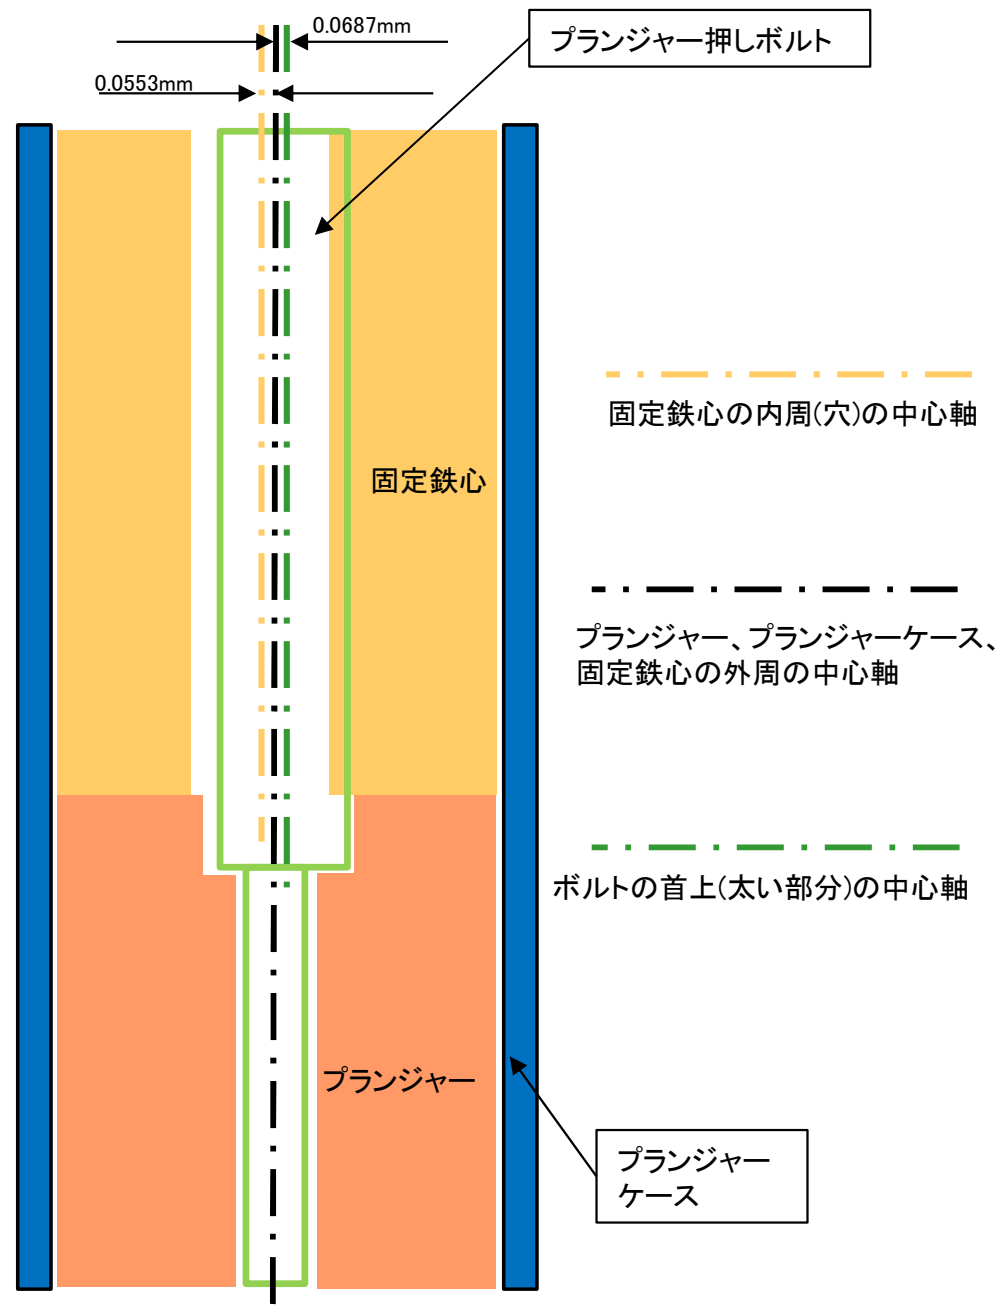 0.0687mm
プランジャー押しボルト
0.0553mm
固定鉄心の内周(穴)の中心軸
固定鉄心
プランジャー、プランジャーケース、
固定鉄心の外周の中心軸
ボルトの首上(太い部分)の中心軸
プランジャー
プランジャー
ケース